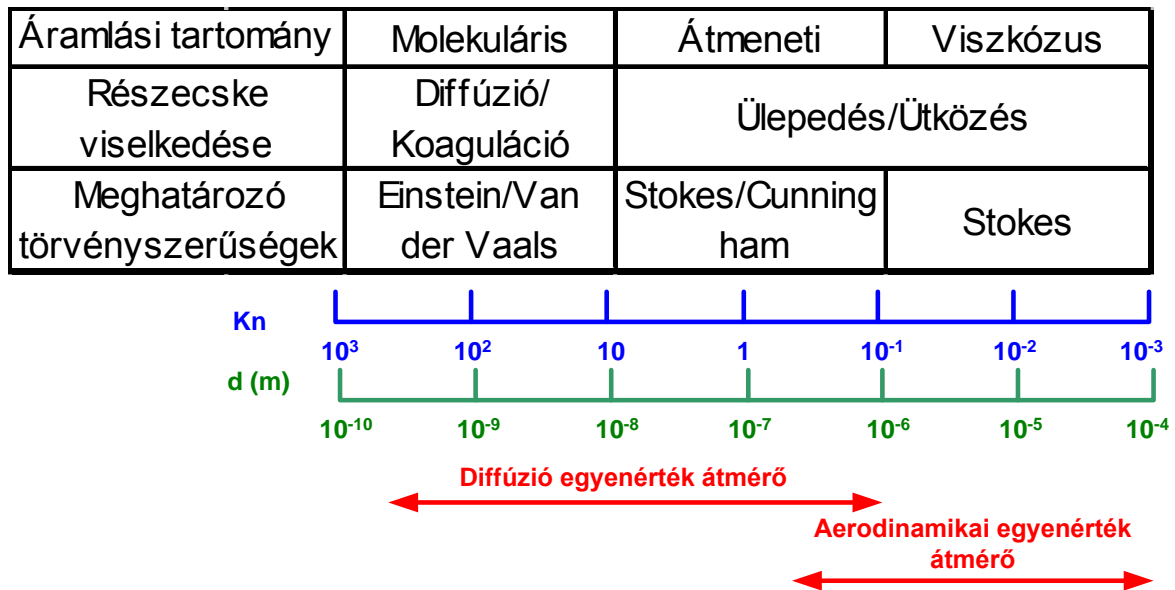 Áramlási tartomány Molekuláris Átmeneti Viszkózus
Részecske viselkedése Diffúzió/ Koaguláció Ülepedés/Ütközés
Meghatározó törvényszerűségek Einstein/Van der Vaals Stokes/Cunning ham Stokes
Kn
10³ 10² 10 1 10⁻¹ 10⁻² 10⁻³
d (m)
10⁻¹⁰ 10⁻⁹ 10⁻⁸ 10⁻⁷ 10⁻⁶ 10⁻⁵ 10⁻⁴
Diffúzió egyenérték átmérő
Aerodinamikai egyenérték
átmérő